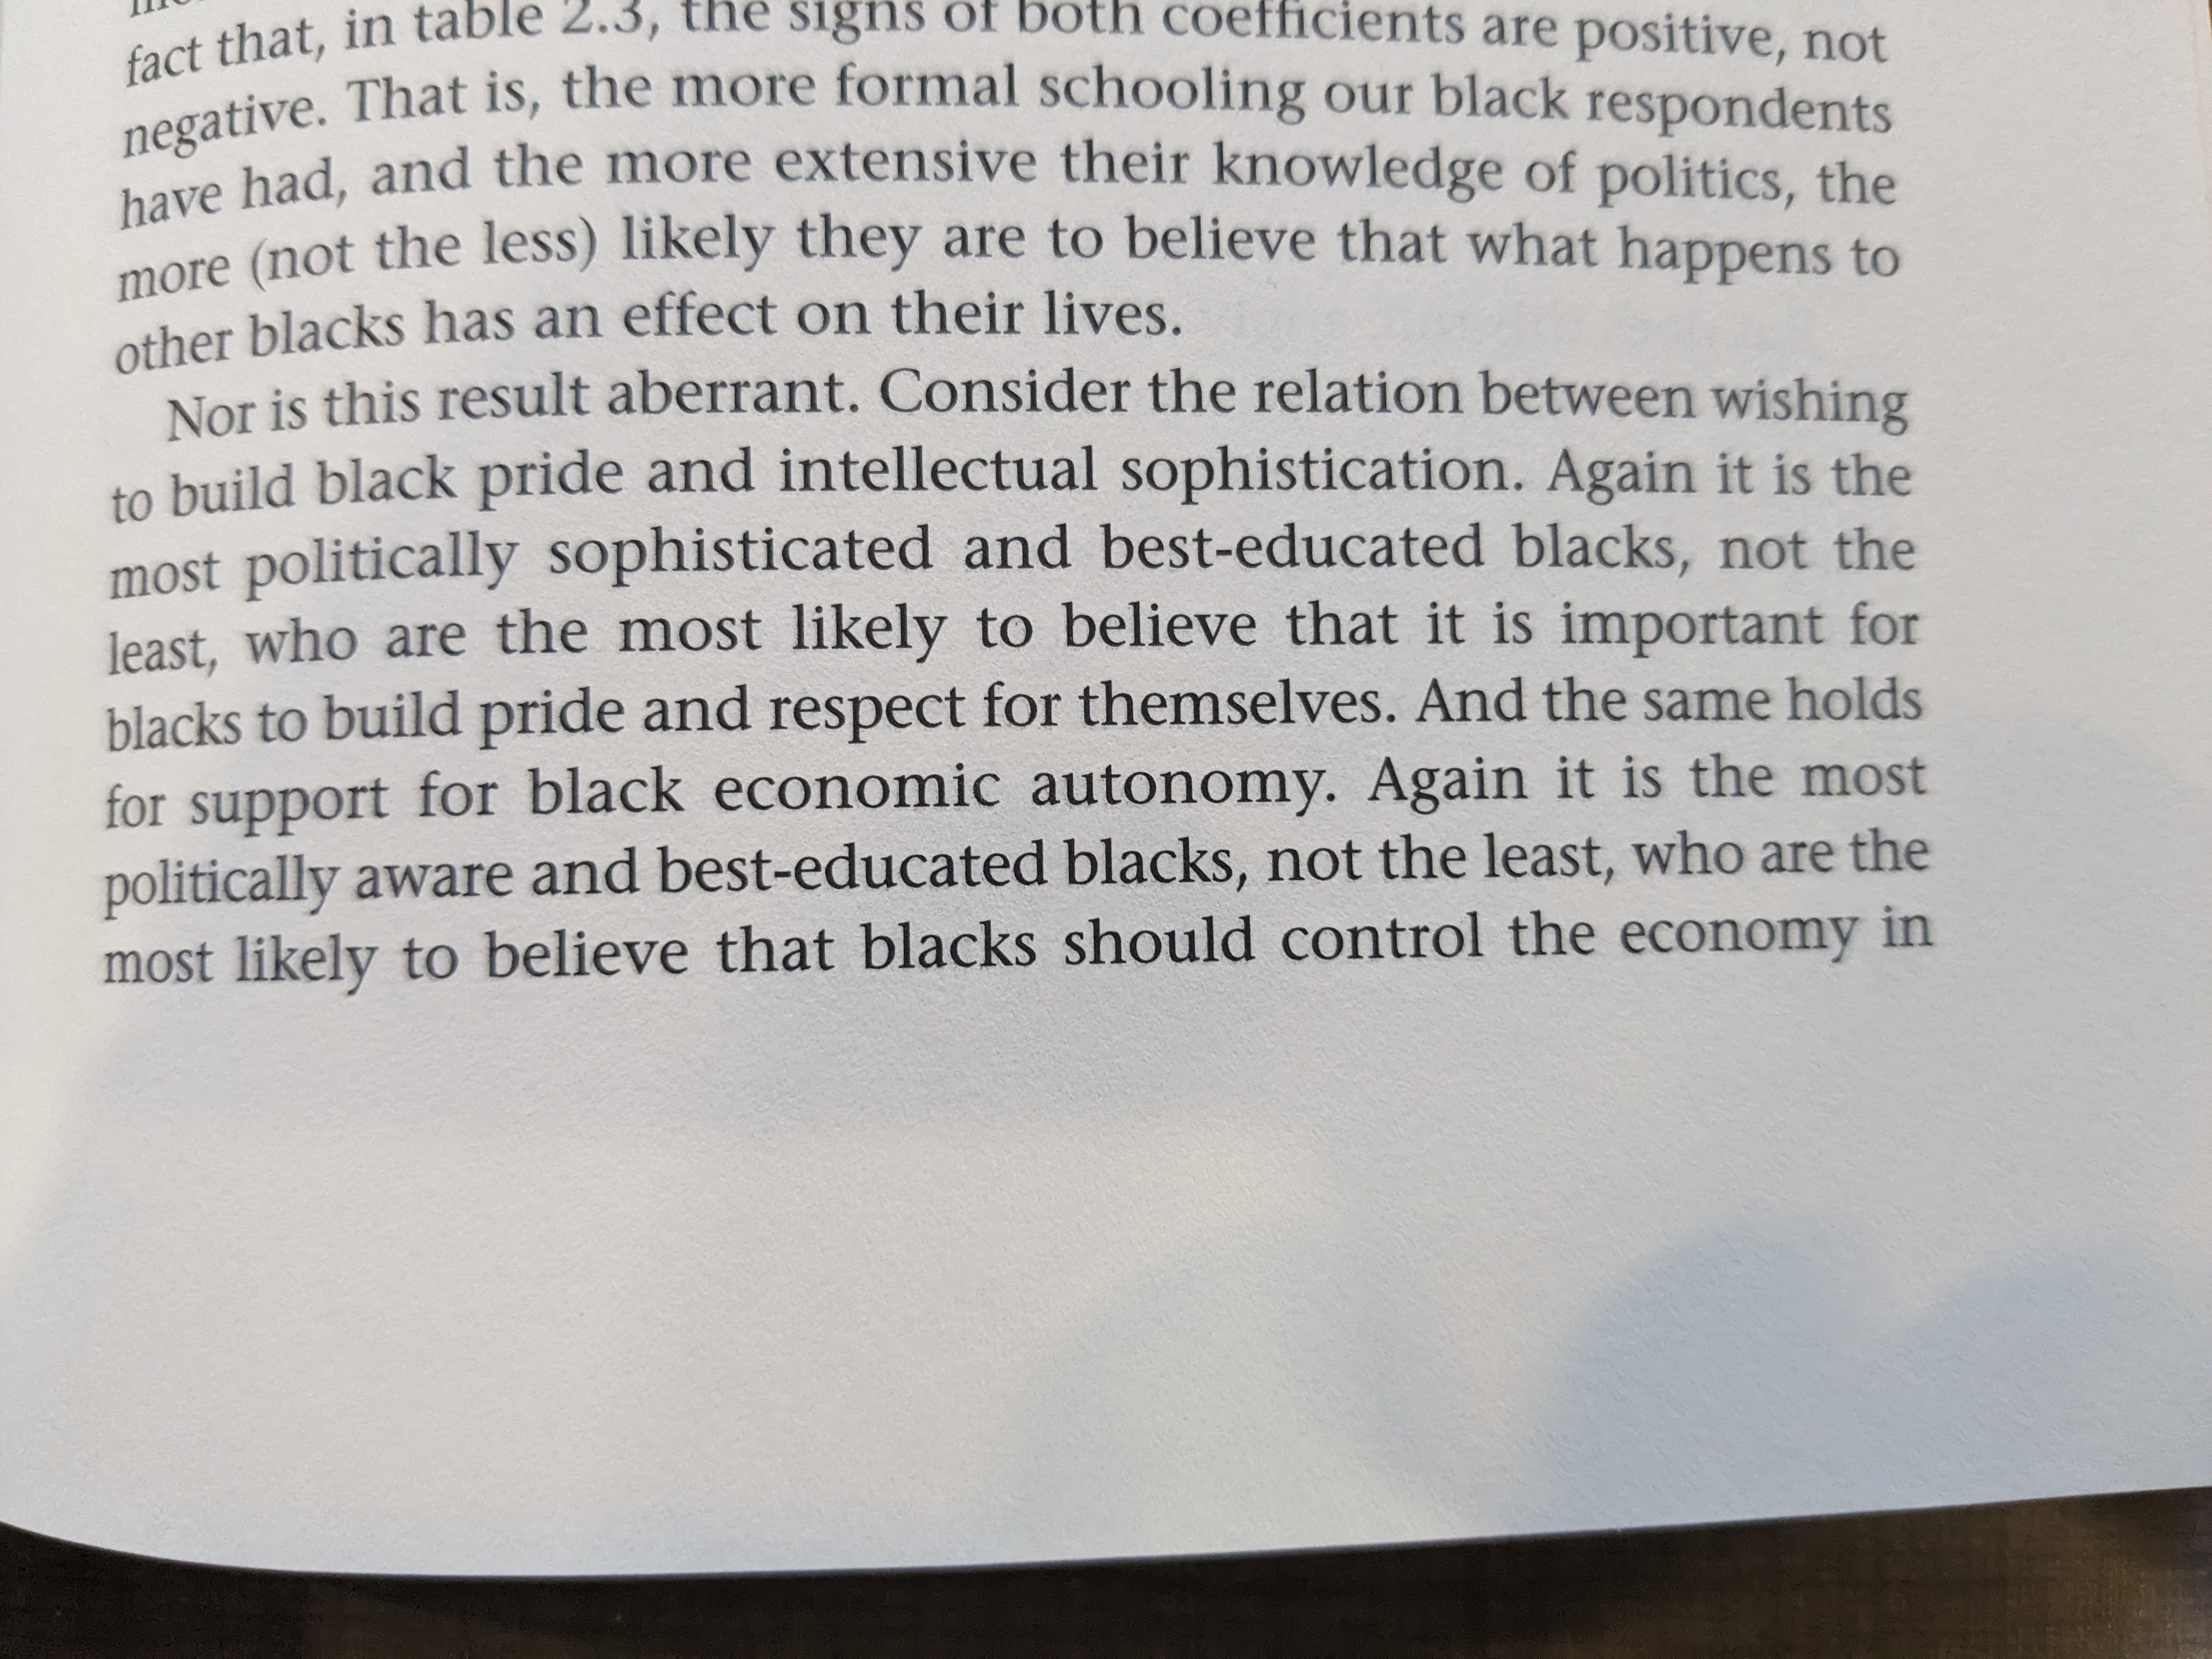 fact that, in table 2.3, the signs of both coefficients are positive, not
negative. That is, the more formal schooling our black respondents
have had, and the more extensive their knowledge of politics, the
more (not the less) likely they are to believe that what happens to
other blacks has an effect on their lives.
Nor is this result aberrant. Consider the relation between wishing
to build black pride and intellectual sophistication. Again it is the
most politically sophisticated and best-educated blacks, not the
least, who are the most likely to believe that it is important for
blacks to build pride and respect for themselves. And the same holds
for support for black economic autonomy. Again it is the most
politically aware and best-educated blacks, not the least, who are the
most likely to believe that blacks should control the economy in